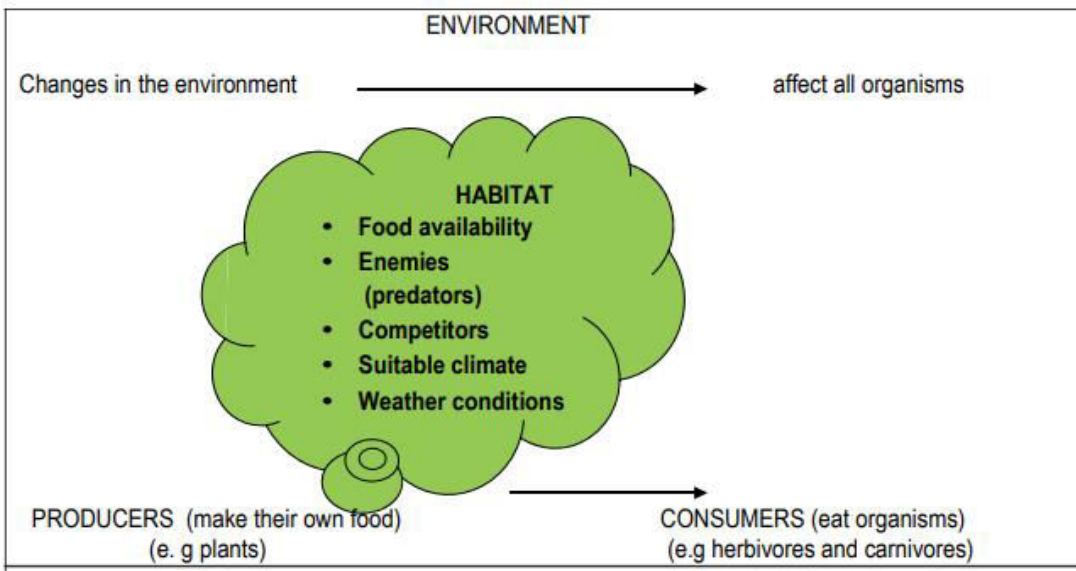 ENVIRONMENT
Changes in the environment affect all organisms
HABITAT
• Food availability
• Enemies
(predators)
• Competitors
• Suitable climate
• Weather conditions
PRODUCERS (make their own food) CONSUMERS (eat organisms)
(e. g plants) (e.g herbivores and carnivores)